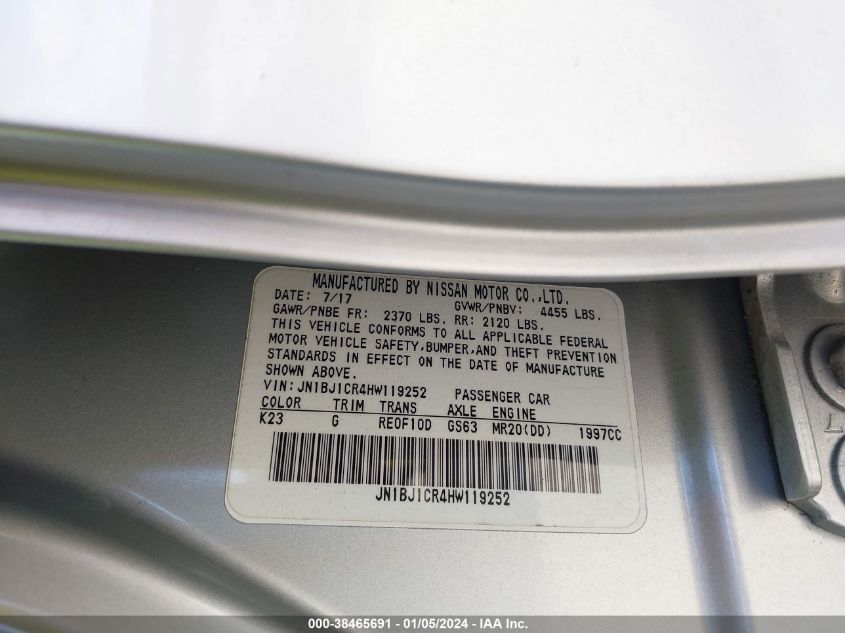 MANUFACTURED BY NISSAN MOTOR CO.,LTD.
DATE: 7/17 GVWR/PNBV: 4455 LBS.
GAWR/PNBE FR: 2370 LBS. RR: 2120 LBS.
THIS VEHICLE CONFORMS TO ALL APPLICABLE FEDERAL
MOTOR VEHICLE SAFETY,BUMPER,AND THEFT PREVENTION
STANDARDS IN EFFECT ON THE DATE OF MANUFACTURE
SHOWN ABOVE.
VIN:JN1BJ1CR4HW119252 PASSENGER CAR
COLOR TRIM TRANS AXLE ENGINE
K23 G RE0F10D GS63 MR20(DD) 1997CC
JN1BJ1CR4HW119252
L
000-38465691 - 01/05/2024 - IAA Inc.